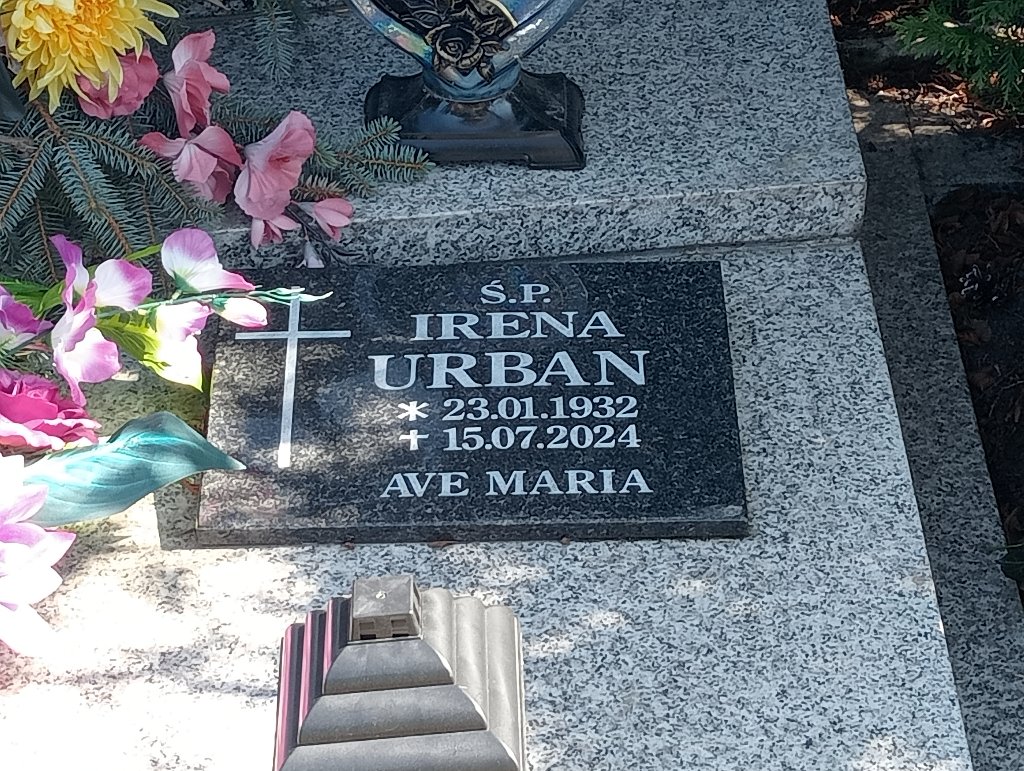 Ś.P.
IRENA
URBAN
* 23.01.1932
✝ 15.07.2024
AVE MARIA